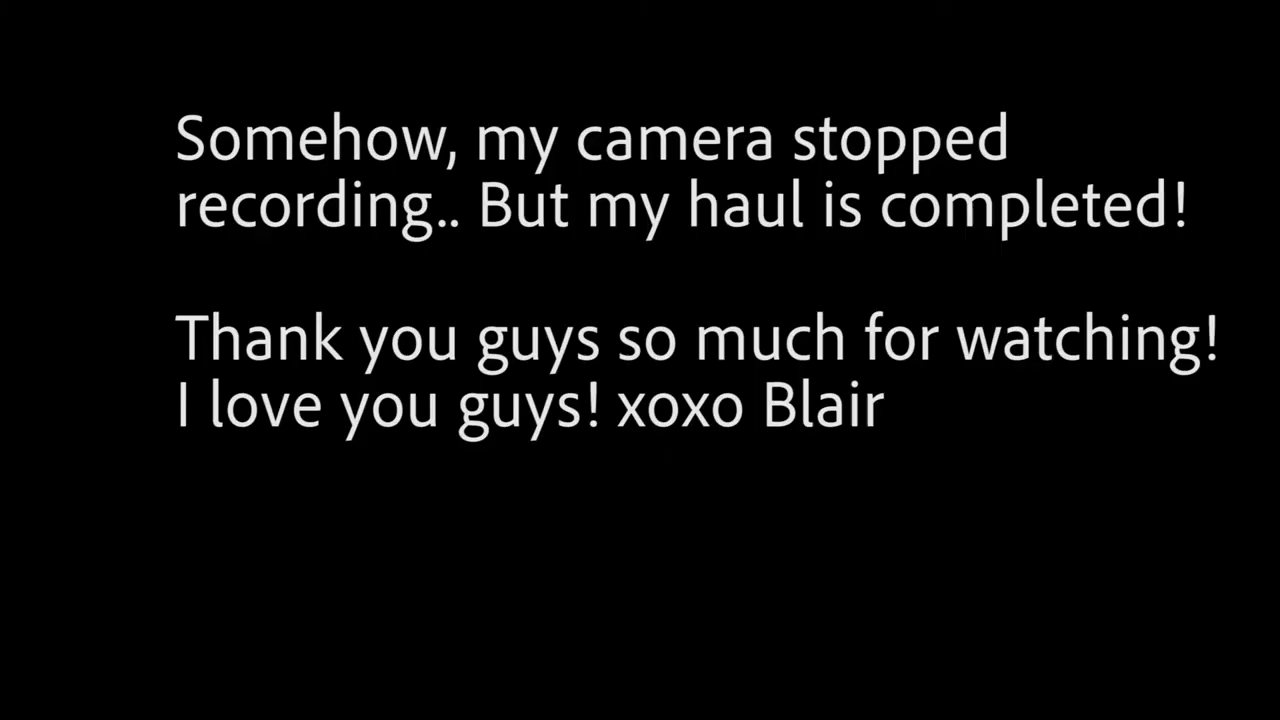 Somehow, my camera stopped
recording.. But my haul is completed!
Thank you guys so much for watching!
I love you guys! xoxo Blair